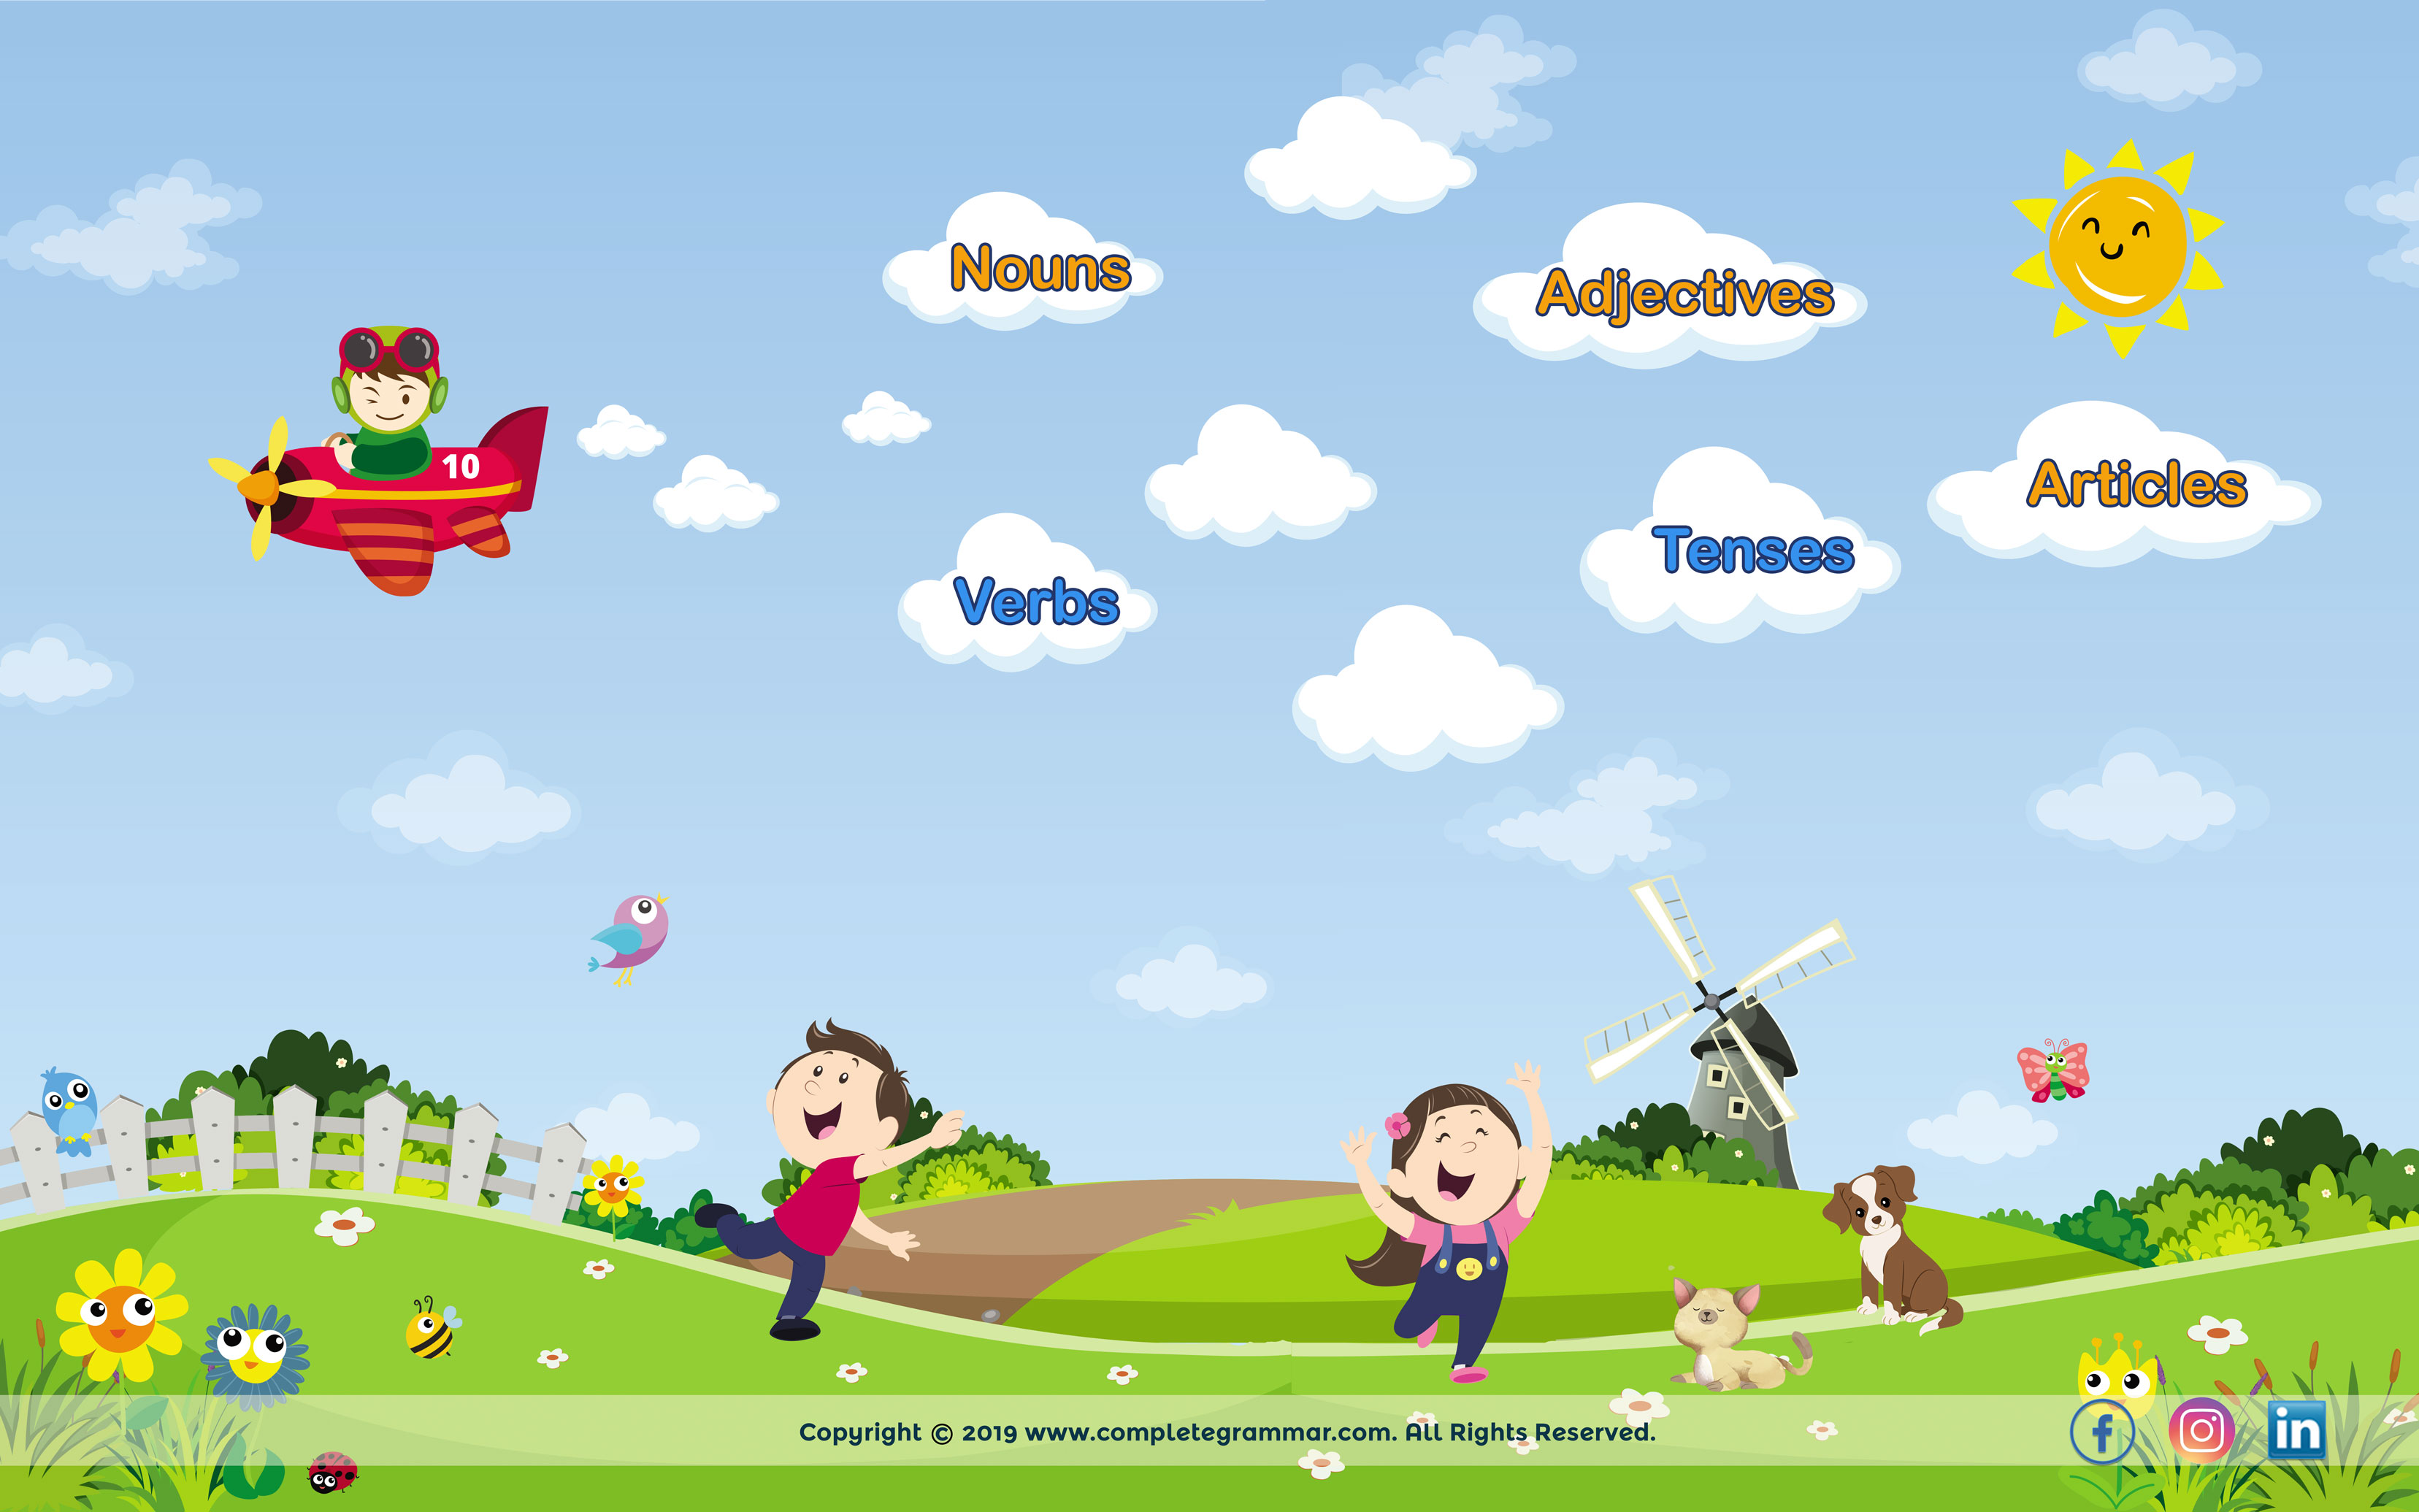 Nouns
Adjectives
10
Articles
Tenses
Verbs
Copyright © 2019 www.completegrammar.com. All Rights Reserved.
f
in